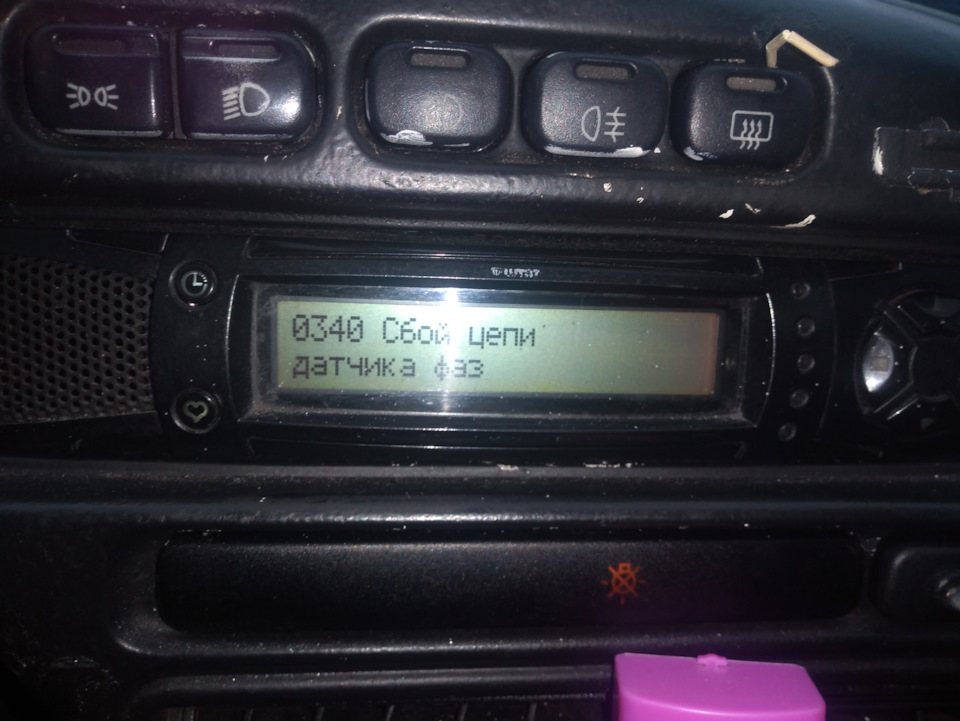 0340 Сбой цепи
датчика фаз